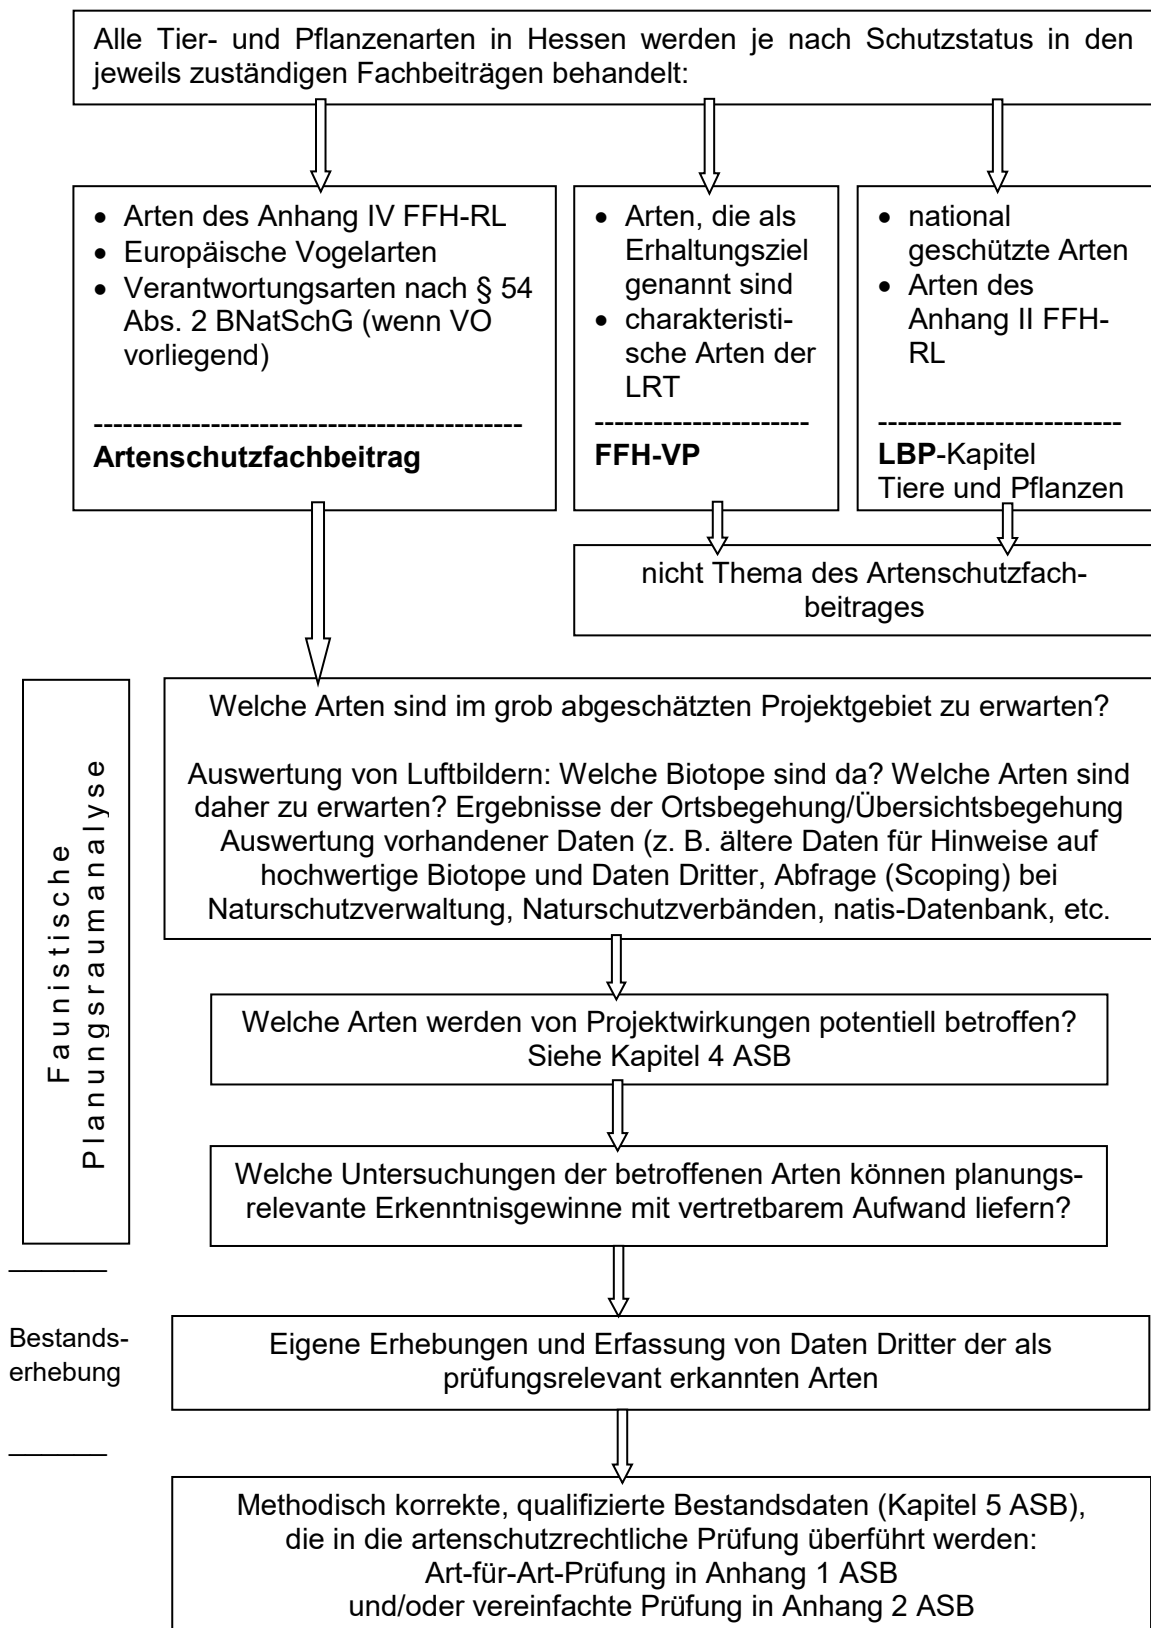 Alle Tier- und Pflanzenarten in Hessen werden je nach Schutzstatus in den
jeweils zuständigen Fachbeiträgen behandelt:
• Arten des Anhang IV FFH-RL
• Europäische Vogelarten
• Verantwortungsarten nach § 54
Abs. 2 BNatSchG (wenn VO
vorliegend)
-------------------------------------------
Artenschutzfachbeitrag
• Arten, die als
Erhaltungsziel
genannt sind
• charakteristi-
sche Arten der
LRT
----------------------
FFH-VP
• national
geschützte Arten
• Arten des
Anhang II FFH-
RL
-------------------------
LBP-Kapitel
Tiere und Pflanzen
nicht Thema des Artenschutzfach-
beitrages
Faunistische
Planungsraumanalyse
Welche Arten sind im grob abgeschätzten Projektgebiet zu erwarten?
Auswertung von Luftbildern: Welche Biotope sind da? Welche Arten sind
daher zu erwarten? Ergebnisse der Ortsbegehung/Übersichtsbegehung
Auswertung vorhandener Daten (z. B. ältere Daten für Hinweise auf
hochwertige Biotope und Daten Dritter, Abfrage (Scoping) bei
Naturschutzverwaltung, Naturschutzverbänden, natis-Datenbank, etc.
Welche Arten werden von Projektwirkungen potentiell betroffen?
Siehe Kapitel 4 ASB
Welche Untersuchungen der betroffenen Arten können planungs-
relevante Erkenntnisgewinne mit vertretbarem Aufwand liefern?
Bestands-
erhebung
Eigene Erhebungen und Erfassung von Daten Dritter der als
prüfungsrelevant erkannten Arten
Methodisch korrekte, qualifizierte Bestandsdaten (Kapitel 5 ASB),
die in die artenschutzrechtliche Prüfung überführt werden:
Art-für-Art-Prüfung in Anhang 1 ASB
und/oder vereinfachte Prüfung in Anhang 2 ASB